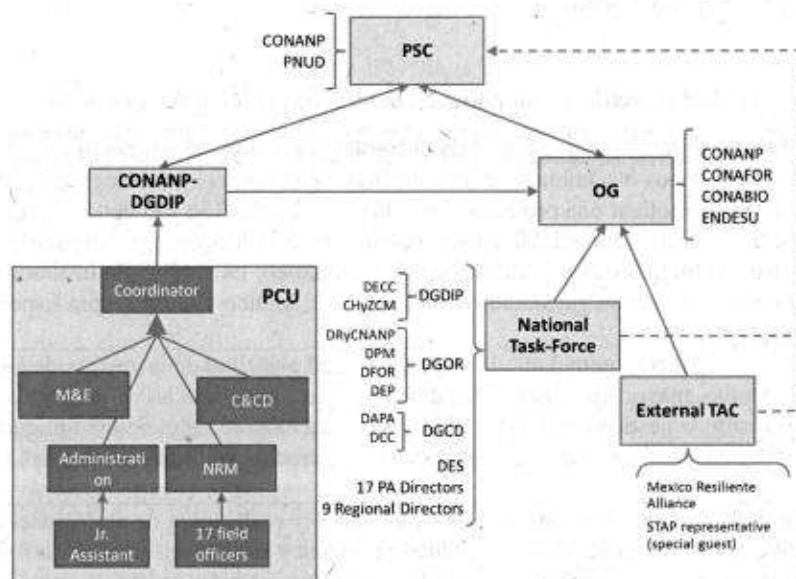 CONANP
PNUD
PSC
CONANP-
DGDIP
OG
CONANP
CONAFOR
CONABIO
ENDESU
Coordinator
PCU
M&E
C&CD
Administrati
on
NRM
Jr.
Assistant
17 field
officers
DECC
CHyZCM
DGDIP
DRyCNANP
DPM
DFOR
DEP
DGOR
DAPA
DCC
DGCD
DES
17 PA Directors
9 Regional Directors
National
Task-Force
External TAC
Mexico Resiliente
Alliance
STAP representative
(special guest)